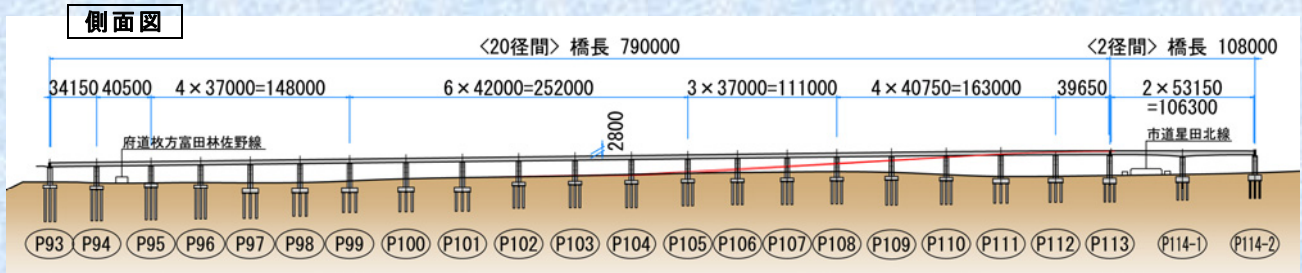 側面図
〈20径間〉橋長 790000
〈2径間〉橋長 108000
34150 40500 4×37000=148000 6×42000=252000 3×37000=111000 4×40750=163000 39650 2×53150
=106300
府道枚方富田林佐野線
2800
市道星田北線
P93 P94 P95 P96 P97 P98 P99 P100 P101 P102 P103 P104 P105 P106 P107 P108 P109 P110 P111 P112 P113 P114-1 P114-2